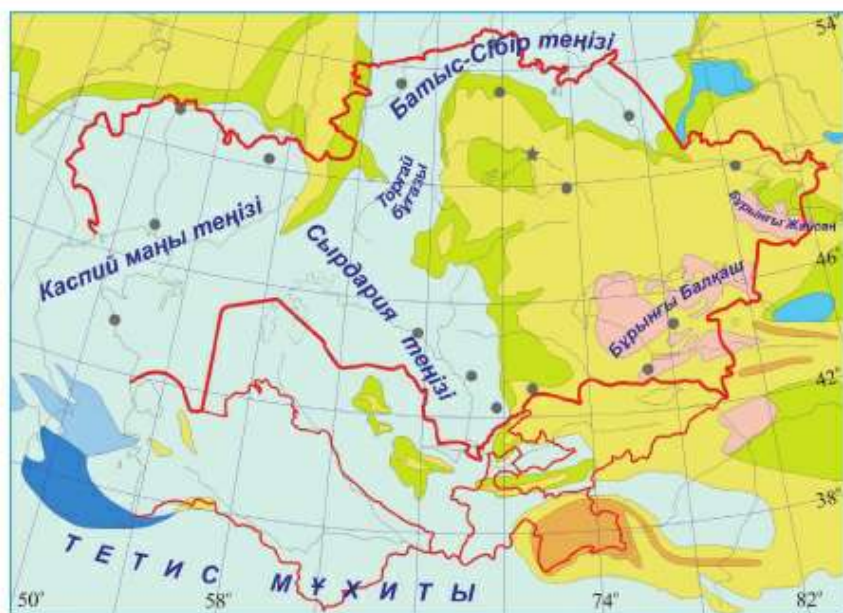 54°
Батыс-Сібір теңізі
Торғай
бұғазы
Бұрынғы Жайсан
Каспий маңы теңізі
46°
Сырдария теңізі
Бұрынғы Балқаш
42°
38°
ТЕТИС МҰХИТЫ
50°
58°
74°
82°